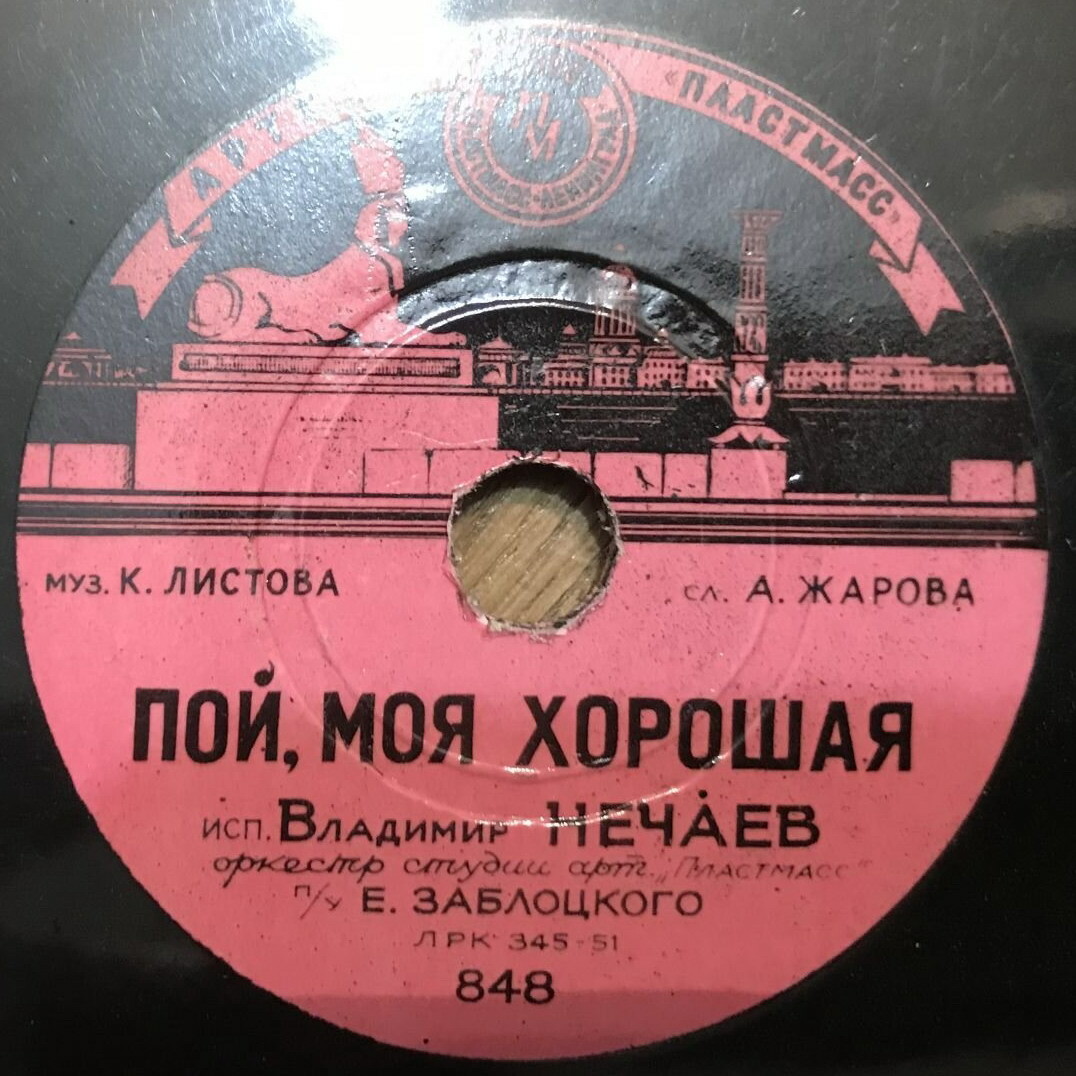 «ПЛАСТМАСС»
МУЗ. К. ЛИСТОВА
СЛ. А. ЖАРОВА
ПОЙ, МОЯ ХОРОШАЯ
ИСП. ВЛАДИМИР НЕЧАЕВ
оркестр студии арт. „Пластмасс"
П/У Е. ЗАБЛОЦКОГО
ЛРК 345-51
848